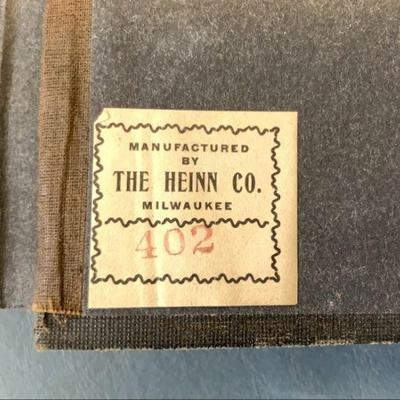 MANUFACTURED
BY
THE HEINN CO.
MILWAUKEE
402